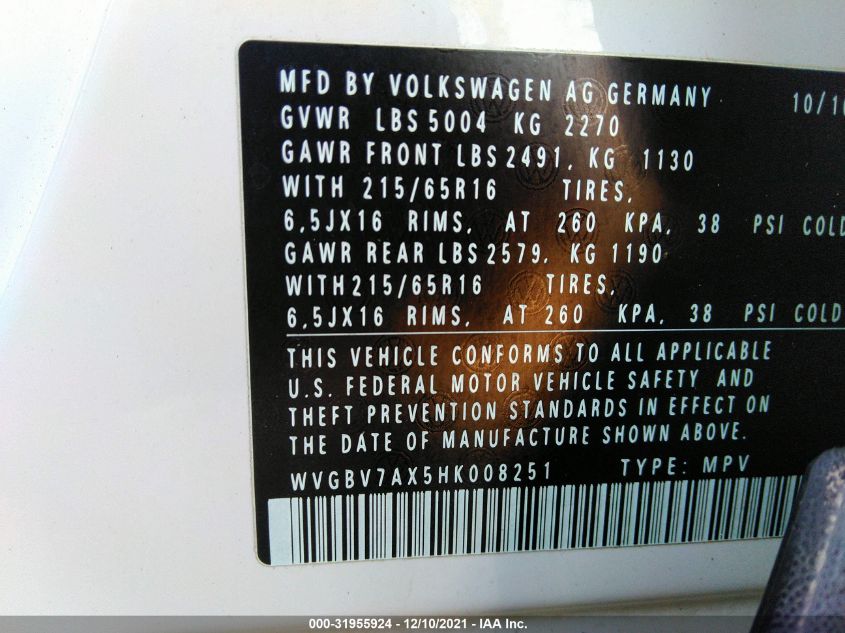 MFD BY VOLKSWAGEN AG GERMANY 10/16
GVWR LBS 5004 KG 2270
GAWR FRONT LBS 2491, KG 1130
WITH 215/65R16 TIRES,
6,5JX16 RIMS, AT 260 KPA, 38 PSI COLD
GAWR REAR LBS 2579, KG 1190
WITH 215/65R16 TIRES,
6,5JX16 RIMS, AT 260 KPA, 38 PSI COLD
THIS VEHICLE CONFORMS TO ALL APPLICABLE
U.S. FEDERAL MOTOR VEHICLE SAFETY AND
THEFT PREVENTION STANDARDS IN EFFECT ON
THE DATE OF MANUFACTURE SHOWN ABOVE.
WVGBV7AX5HK008251 TYPE: MPV
000-31955924 - 12/10/2021 - IAA Inc.